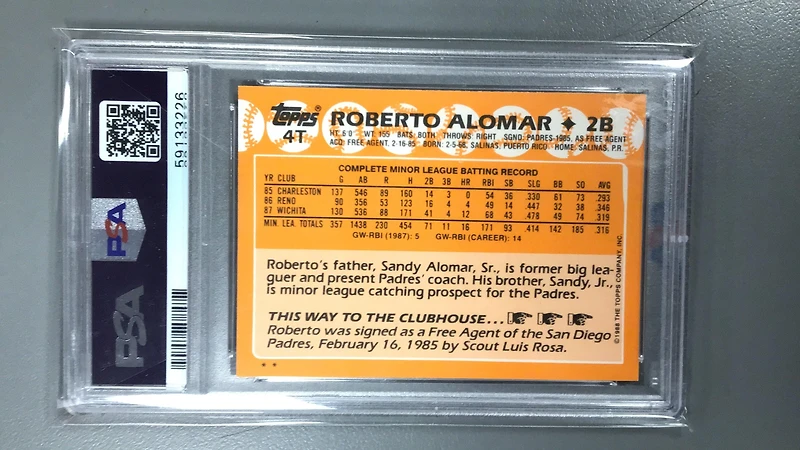 59133226
PSA
PSA
Topps®
4T
ROBERTO ALOMAR ✦ 2B
HT: 6'0" WT: 155 BATS: BOTH THROWS: RIGHT SGND: PADRES-1985, AS FREE AGENT
ACQ: FREE AGENT, 2-16-85 BORN: 2-5-68, SALINAS, PUERTO RICO HOME: SALINAS, P.R.
COMPLETE MINOR LEAGUE BATTING RECORD
YR CLUB G AB R H 2B 3B HR RBI SB SLG BB SO AVG
85 CHARLESTON 137 546 89 160 14 3 0 54 36 .330 61 73 .293
86 RENO 90 356 53 123 16 4 4 49 14 .447 32 38 .346
87 WICHITA 130 536 88 171 41 4 12 68 43 .478 49 74 .319
MIN. LEA. TOTALS 357 1438 230 454 71 11 16 171 93 .414 142 185 .316
GW-RBI (1987): 5 GW-RBI (CAREER): 14
Roberto's father, Sandy Alomar, Sr., is former big lea-
guer and present Padres' coach. His brother, Sandy, Jr.,
is minor league catching prospect for the Padres.
THIS WAY TO THE CLUBHOUSE...
Roberto was signed as a Free Agent of the San Diego
Padres, February 16, 1985 by Scout Luis Rosa.
**
©1988 THE TOPPS COMPANY, INC.